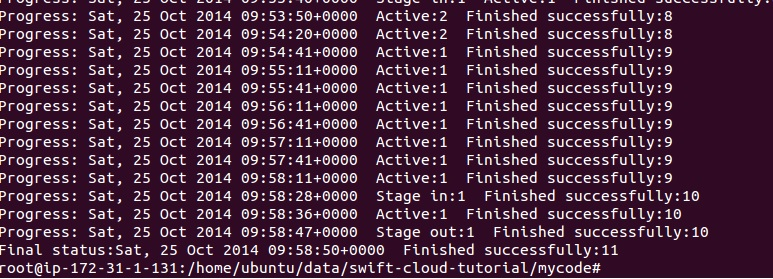 Progress: Sat, 25 Oct 2014 09:53:50+0000  Active:2  Finished successfully:8
Progress: Sat, 25 Oct 2014 09:54:20+0000  Active:2  Finished successfully:8
Progress: Sat, 25 Oct 2014 09:54:41+0000  Active:1  Finished successfully:9
Progress: Sat, 25 Oct 2014 09:55:11+0000  Active:1  Finished successfully:9
Progress: Sat, 25 Oct 2014 09:55:41+0000  Active:1  Finished successfully:9
Progress: Sat, 25 Oct 2014 09:56:11+0000  Active:1  Finished successfully:9
Progress: Sat, 25 Oct 2014 09:56:41+0000  Active:1  Finished successfully:9
Progress: Sat, 25 Oct 2014 09:57:11+0000  Active:1  Finished successfully:9
Progress: Sat, 25 Oct 2014 09:57:41+0000  Active:1  Finished successfully:9
Progress: Sat, 25 Oct 2014 09:58:11+0000  Active:1  Finished successfully:9
Progress: Sat, 25 Oct 2014 09:58:28+0000  Stage in:1  Finished successfully:10
Progress: Sat, 25 Oct 2014 09:58:36+0000  Active:1  Finished successfully:10
Progress: Sat, 25 Oct 2014 09:58:47+0000  Stage out:1  Finished successfully:10
Final status:Sat, 25 Oct 2014 09:58:50+0000  Finished successfully:11
root@ip-172-31-1-131:/home/ubuntu/data/swift-cloud-tutorial/mycode#